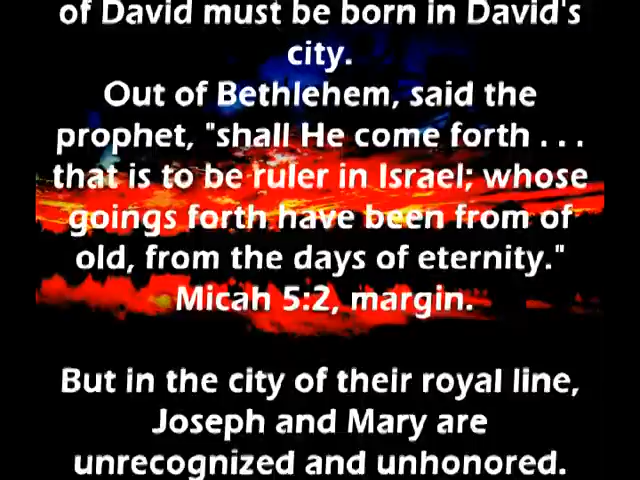 of David must be born in David's
city.
Out of Bethlehem, said the
prophet, "shall He come forth . . .
that is to be ruler in Israel; whose
goings forth have been from of
old, from the days of eternity."
Micah 5:2, margin.
But in the city of their royal line,
Joseph and Mary are
unrecognized and unhonored.